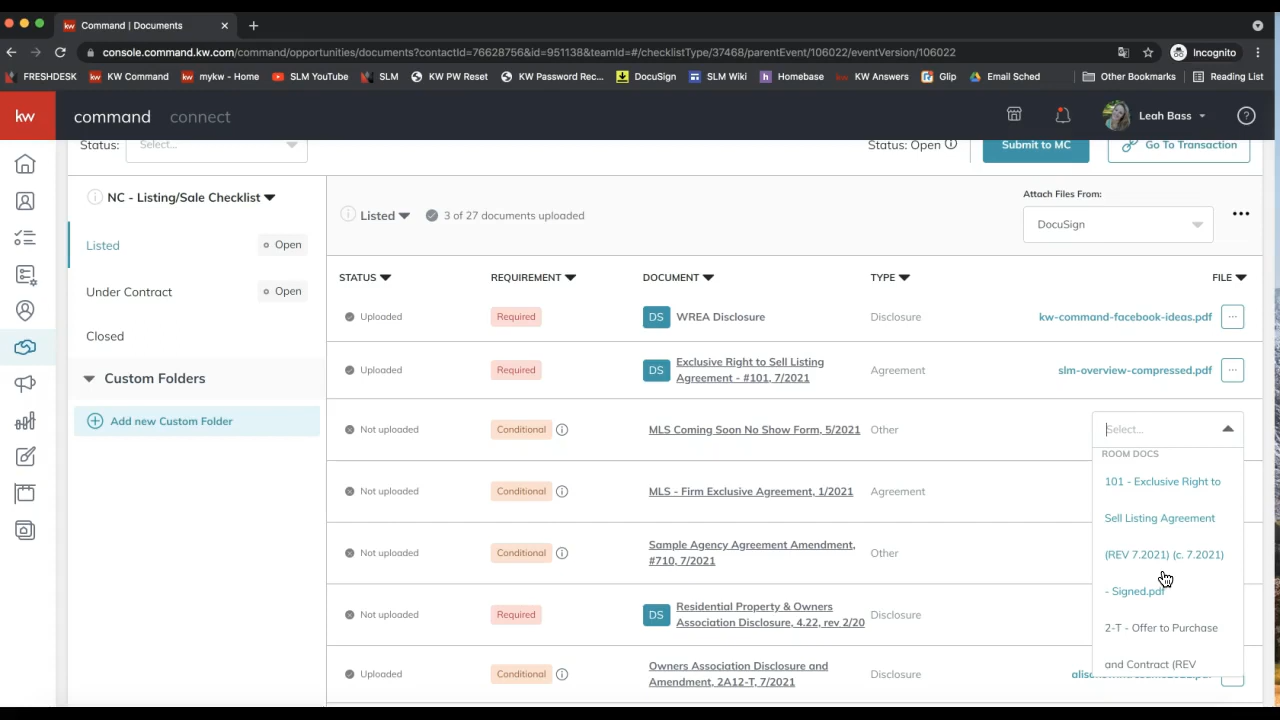 kw Command | Documents
console.command.kw.com/command/opportunities/documents?contactId=76628756&id=951138&teamId=#/checklistType/37468/parentEvent/106022/eventVersion/106022
Incognito
FRESHDESK KW Command mykw - Home SLM YouTube SLM KW PW Reset KW Password Rec... DocuSign SLM Wiki Homebase KW Answers Glip Email Sched Other Bookmarks Reading List
kw command connect Leah Bass
Status: Select... Status: Open Submit to MC Go To Transaction
NC - Listing/Sale Checklist
Listed Open
Under Contract Open
Closed
Custom Folders
Add new Custom Folder
Listed 3 of 27 documents uploaded
Attach Files From:
DocuSign
STATUS REQUIREMENT DOCUMENT TYPE FILE
Uploaded Required DS WREA Disclosure Disclosure kw-command-facebook-ideas.pdf
Uploaded Required DS Exclusive Right to Sell Listing
Agreement - #101, 7/2021 Agreement slm-overview-compressed.pdf
Not uploaded Conditional MLS Coming Soon No Show Form, 5/2021 Other Select...
Not uploaded Conditional MLS - Firm Exclusive Agreement, 1/2021 Agreement
Not uploaded Conditional Sample Agency Agreement Amendment,
#710, 7/2021 Other
Not uploaded Required DS Residential Property & Owners
Association Disclosure, 4.22, rev 2/20 Disclosure
Uploaded Conditional Owners Association Disclosure and
Amendment, 2A12-T, 7/2021 Disclosure
ROOM DOCS
101 - Exclusive Right to
Sell Listing Agreement
(REV 7.2021) (c. 7.2021)
- Signed.pdf
2-T - Offer to Purchase
and Contract (REV